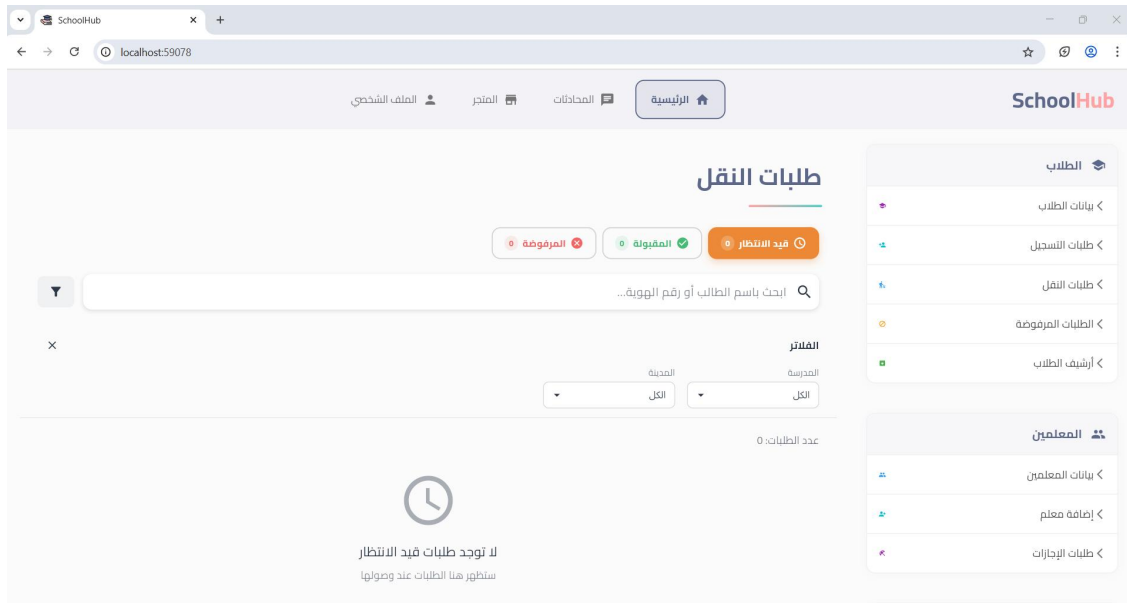 SchoolHub
localhost:59078
SchoolHub
الرئيسية
المحادثات
المتجر
الملف الشخصي
الطلاب
بيانات الطلاب
طلبات التسجيل
طلبات النقل
الطلبات المرفوضة
أرشيف الطلاب
المعلمين
بيانات المعلمين
إضافة معلم
طلبات الإجازات
طلبات النقل
قيد الانتظار 0
المقبولة 0
المرفوضة 0
ابحث باسم الطالب أو رقم الهوية...
الفلاتر
المدرسة
المدينة
الكل
الكل
عدد الطلبات: 0
لا توجد طلبات قيد الانتظار
ستظهر هنا الطلبات عند وصولها